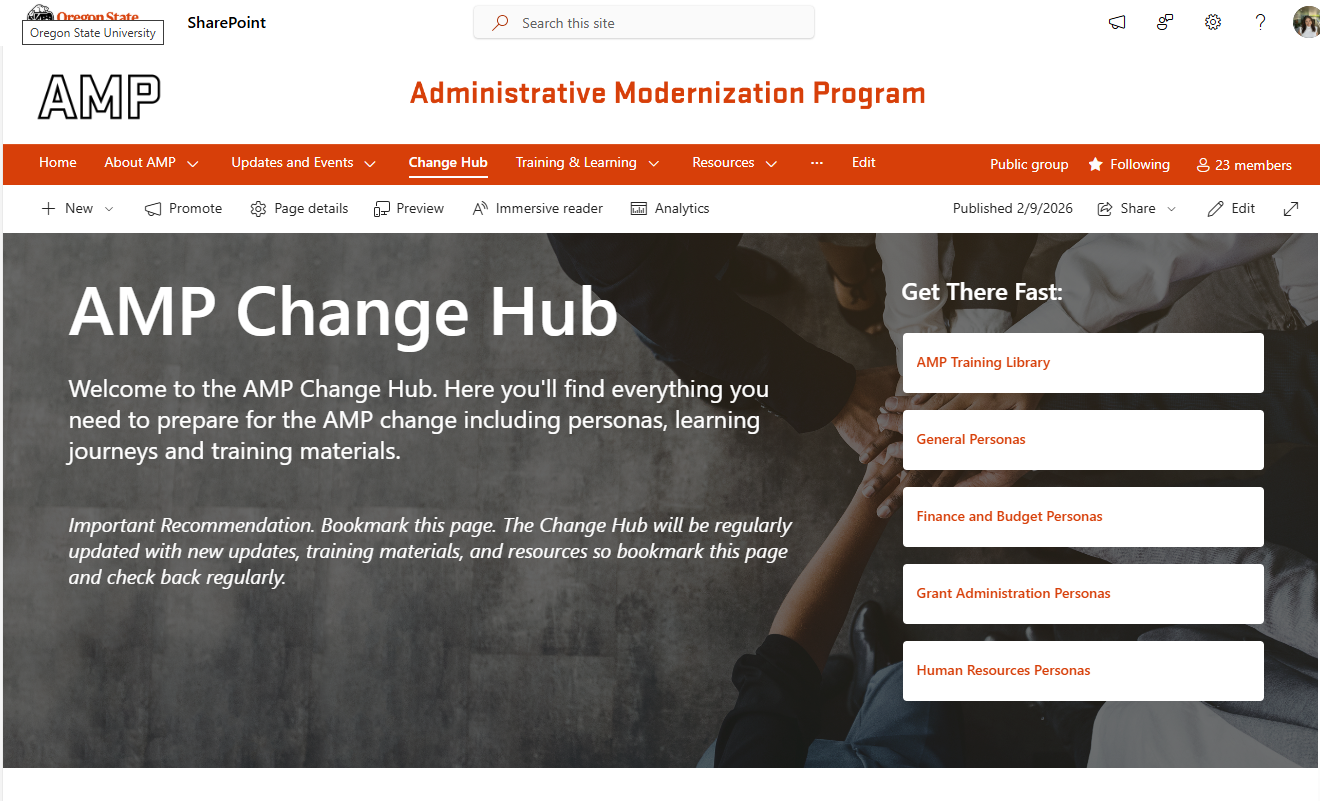 Oregon State
Oregon State University
SharePoint
Search this site
AMP
Administrative Modernization Program
Home
About AMP
Updates and Events
Change Hub
Training & Learning
Resources
...
Edit
Public group
Following
23 members
New
Promote
Page details
Preview
Immersive reader
Analytics
Published 2/9/2026
Share
Edit
AMP Change Hub
Welcome to the AMP Change Hub. Here you'll find everything you
need to prepare for the AMP change including personas, learning
journeys and training materials.
Important Recommendation. Bookmark this page. The Change Hub will be regularly
updated with new updates, training materials, and resources so bookmark this page
and check back regularly.
Get There Fast:
AMP Training Library
General Personas
Finance and Budget Personas
Grant Administration Personas
Human Resources Personas